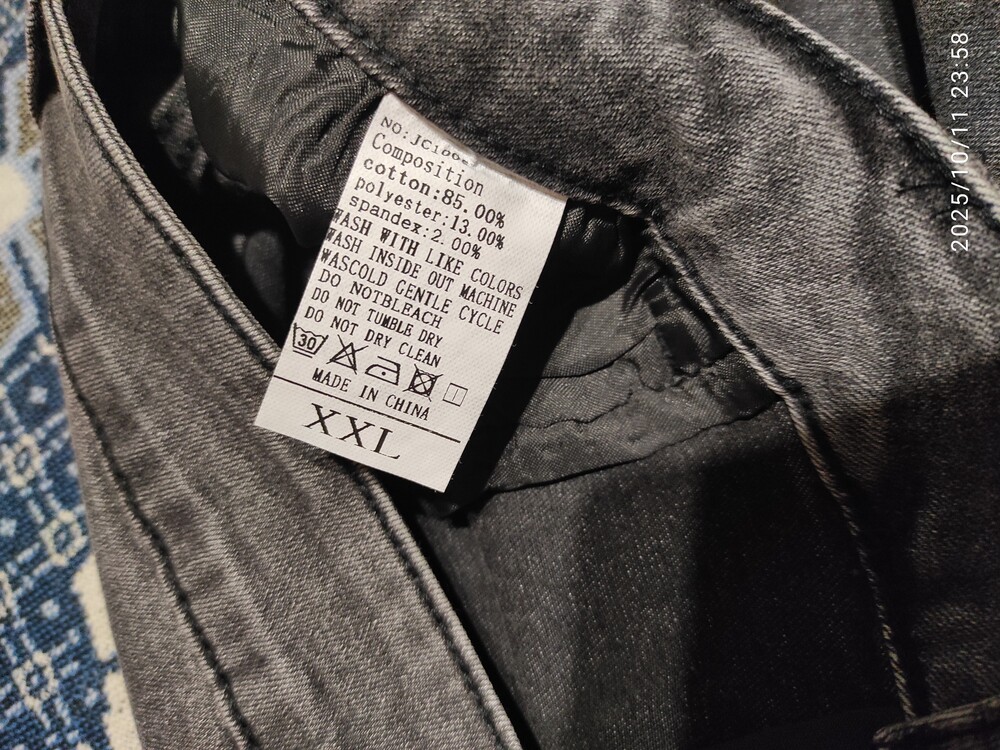 Composition
cotton:85.00%
polyester:13.00%
spandex:2.00%
WASH WITH LIKE COLORS
WASH INSIDE OUT MACHINE
WASCOLD GENTLE CYCLE
DO NOTBLEACH
DO NOT TUMBLE DRY
DO NOT DRY CLEAN
30
MADE IN CHINA
XXL
2025/10/11 23:58